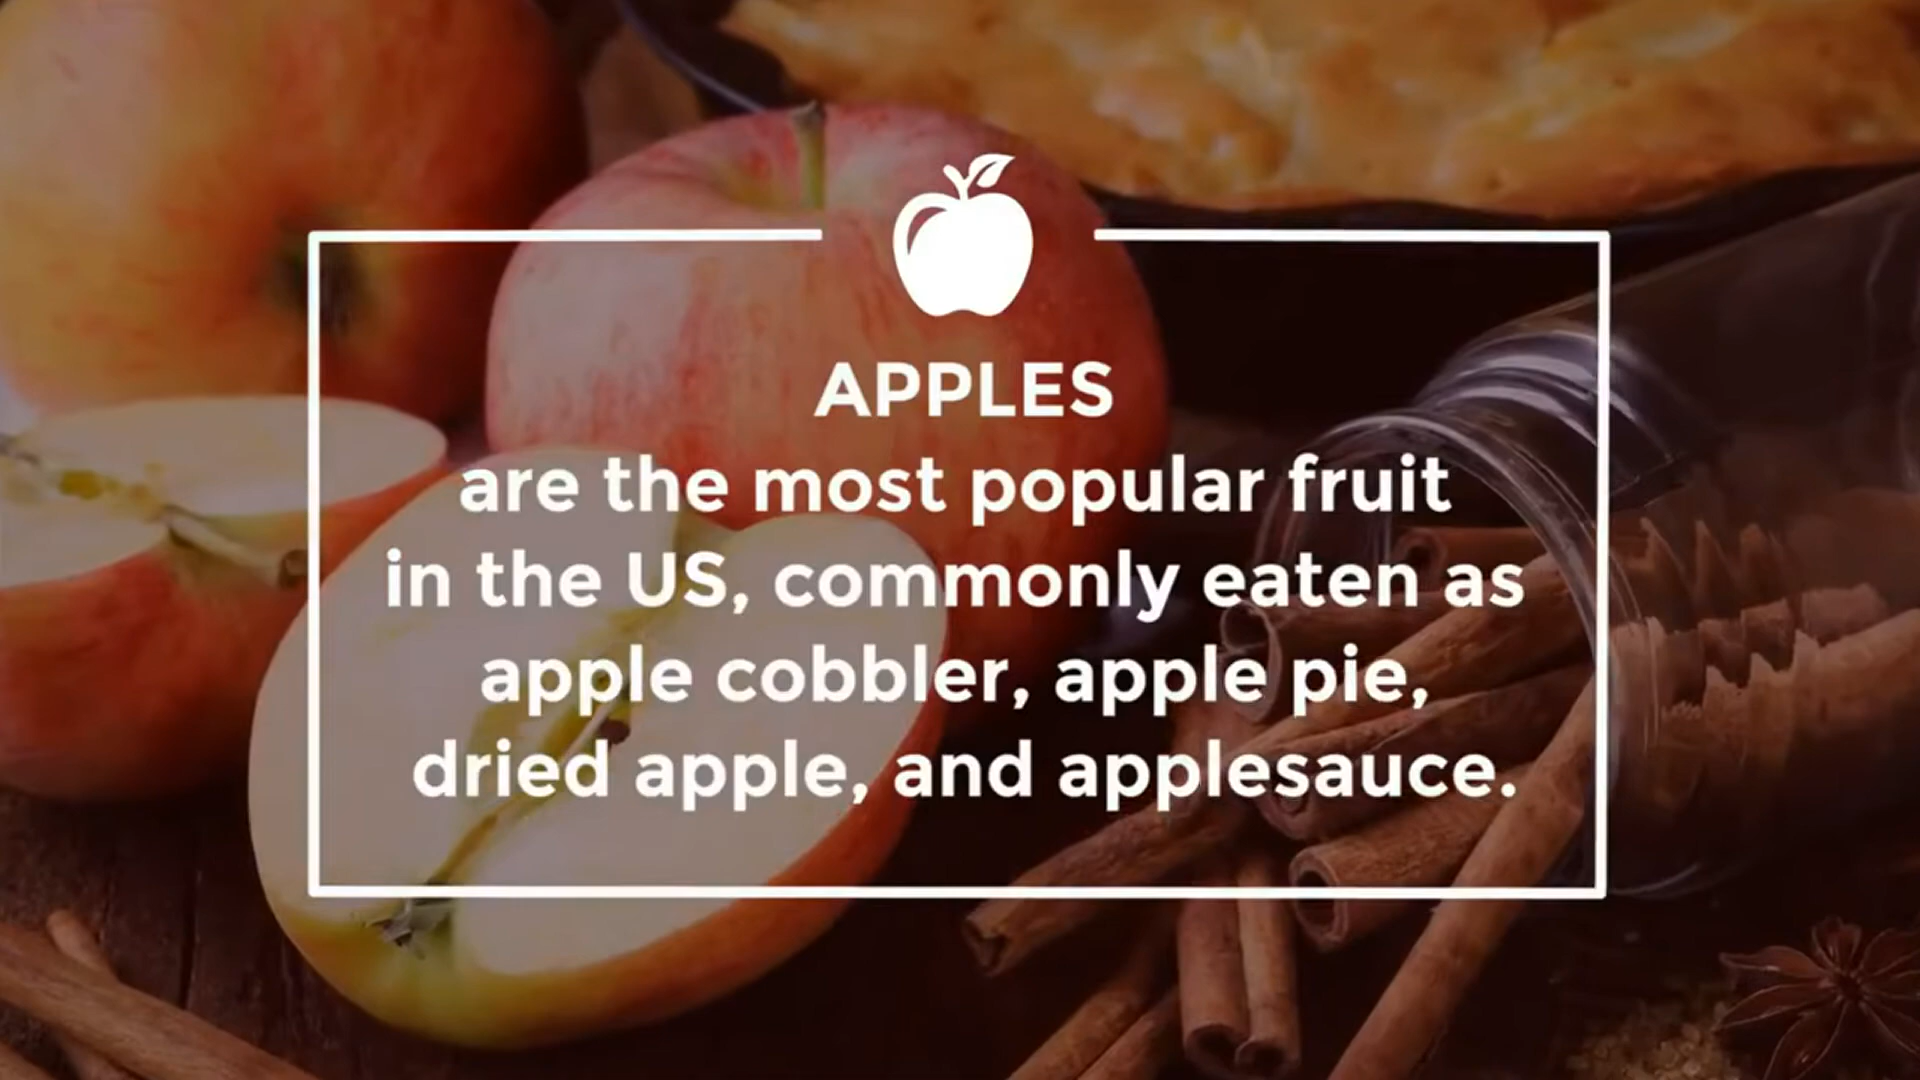 APPLES
are the most popular fruit
in the US, commonly eaten as
apple cobbler, apple pie,
dried apple, and applesauce.